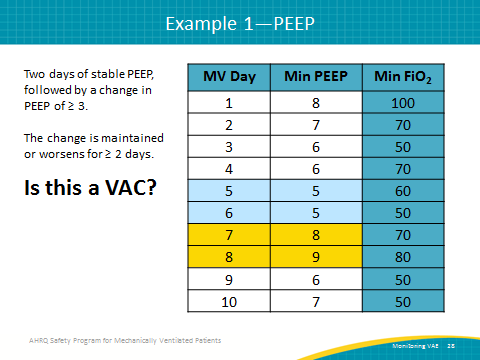 Example 1—PEEP
Two days of stable PEEP,
followed by a change in
PEEP of ≥ 3.
The change is maintained
or worsens for ≥ 2 days.
Is this a VAC?
MV Day Min PEEP Min FiO₂
1 8 100
2 7 70
3 6 50
4 6 70
5 5 60
6 5 50
7 8 70
8 9 80
9 6 50
10 7 50
AHRQ Safety Program for Mechanically Ventilated Patients
Monitoring VAE 28